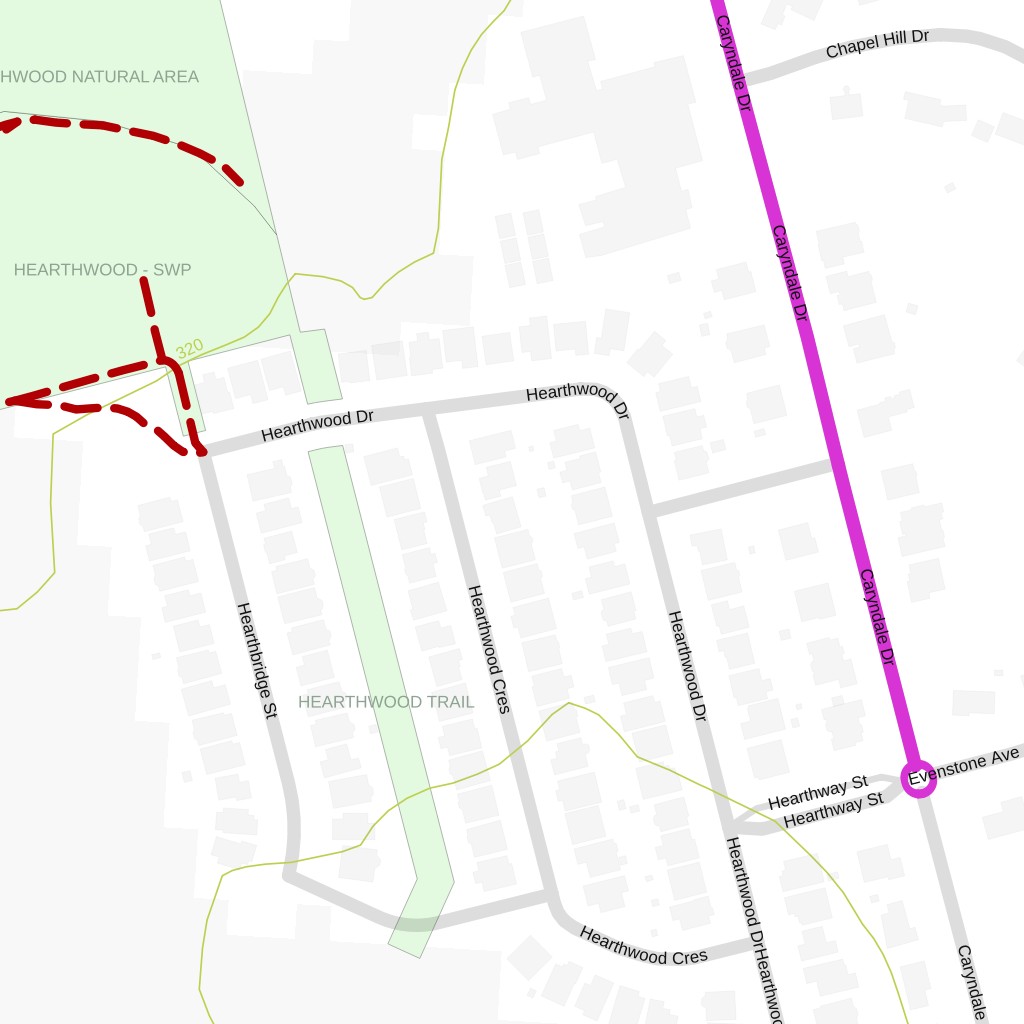 Caryndale Dr
Chapel Hill Dr
HWOOD NATURAL AREA
Caryndale Dr
HEARTHWOOD - SWP
320
Hearthwood Dr
Hearthwood Dr
Caryndale Dr
Hearthbridge St
Hearthwood Cres
Hearthwood Dr
HEARTHWOOD TRAIL
Evenstone Ave
Hearthway St
Hearthway St
Hearthwood Dr
Hearthwood Cres
Hearthwoo
Caryndale